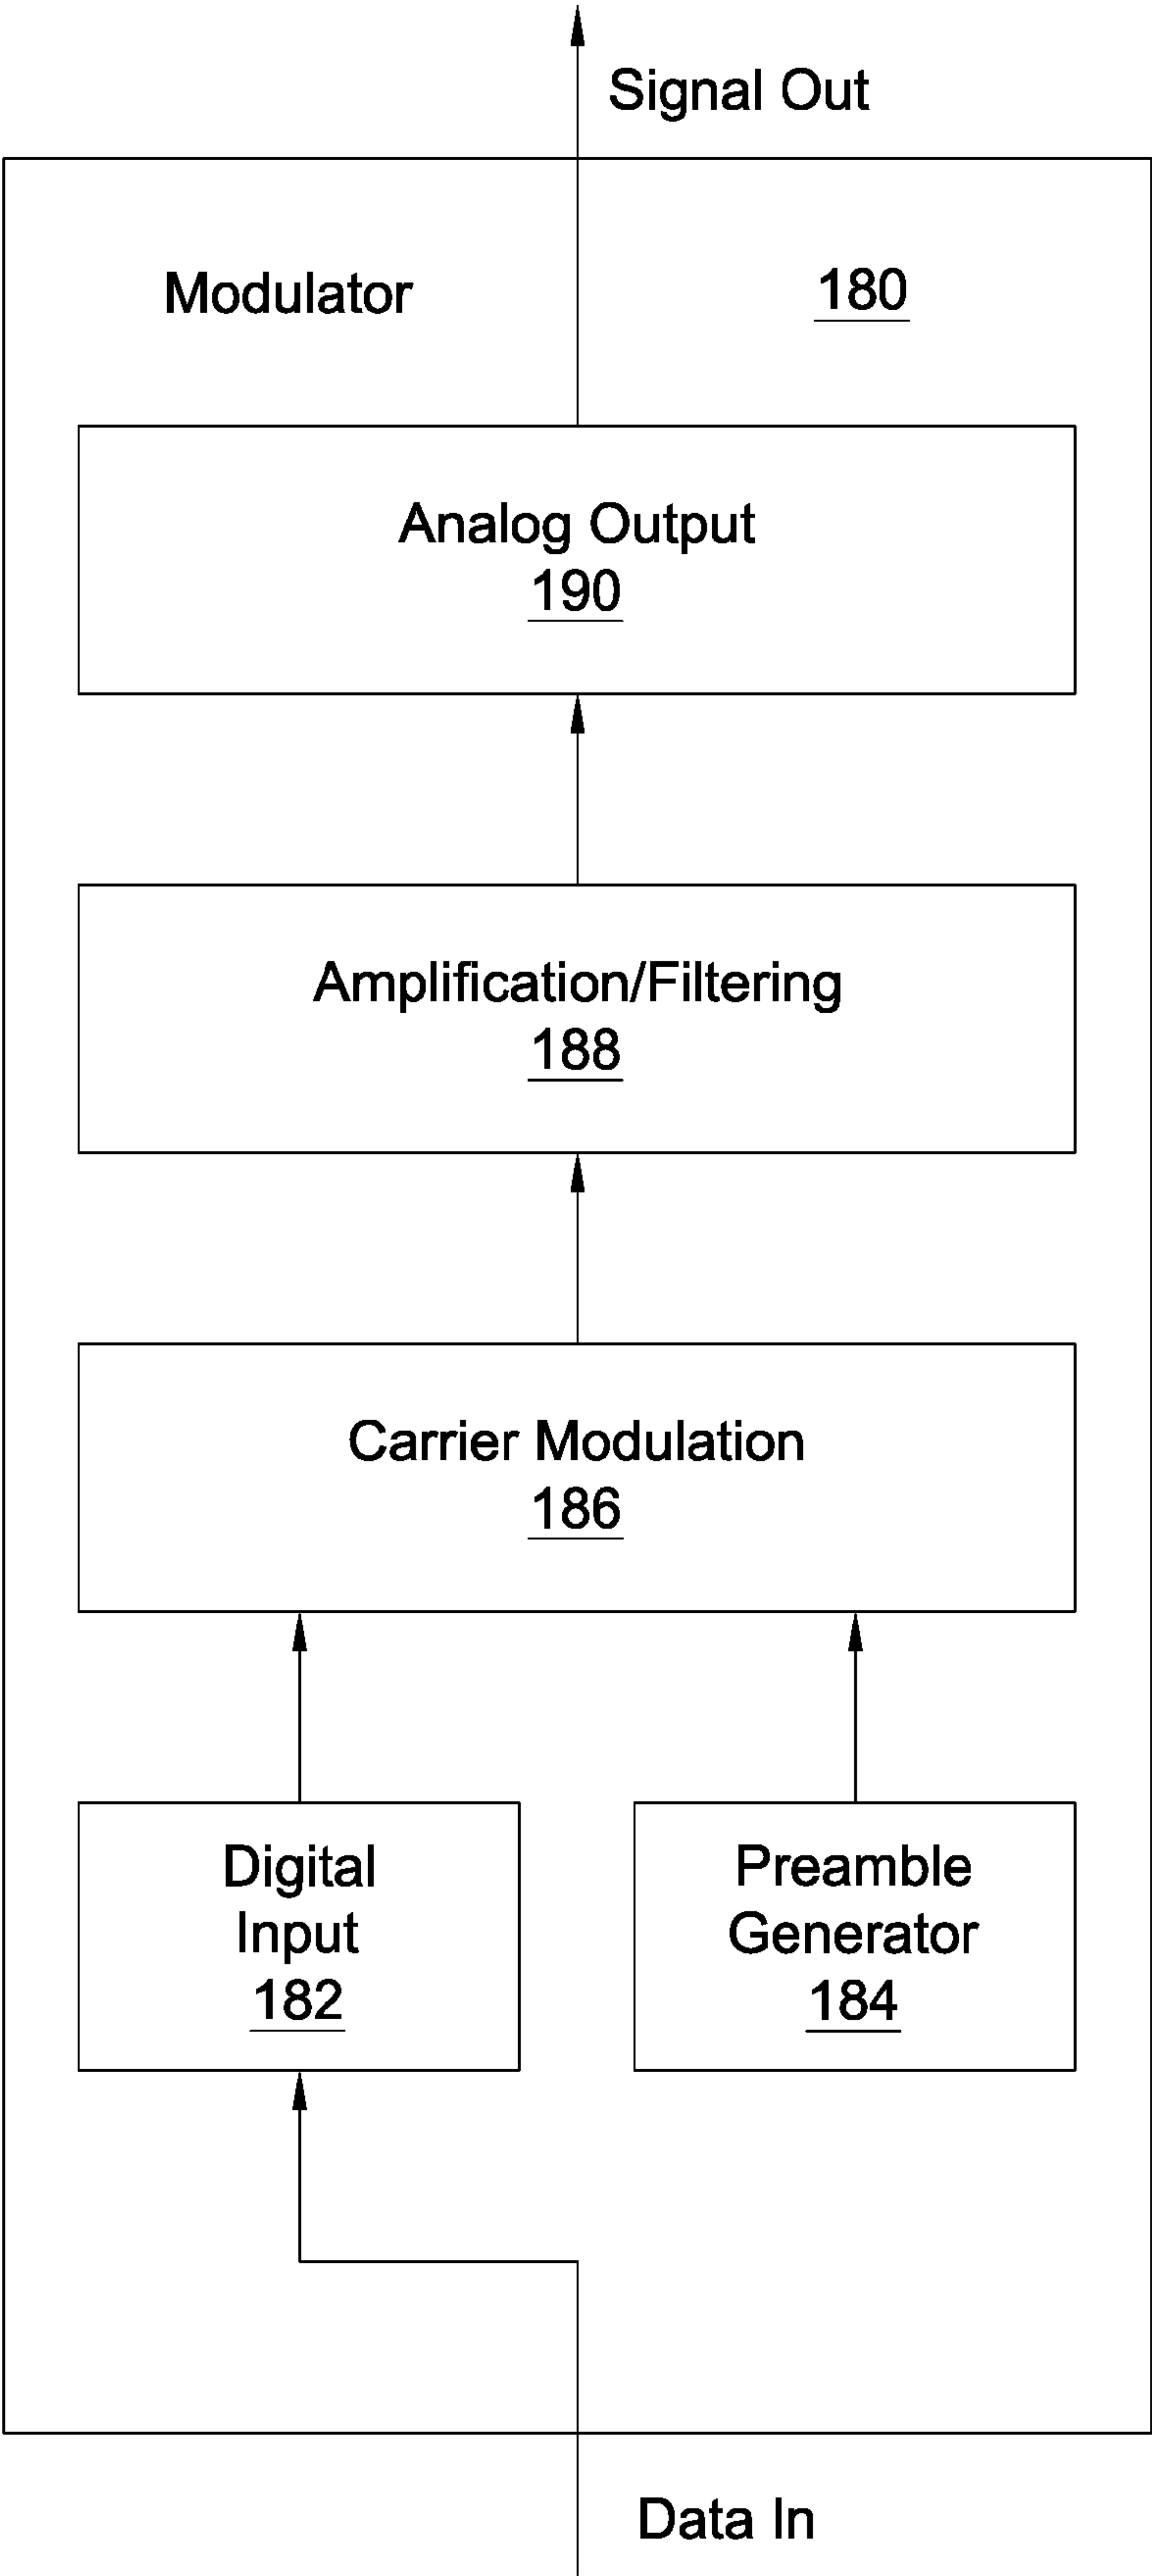 Signal Out
Modulator 180
Analog Output
190
Amplification/Filtering
188
Carrier Modulation
186
Digital
Input
182
Preamble
Generator
184
Data In